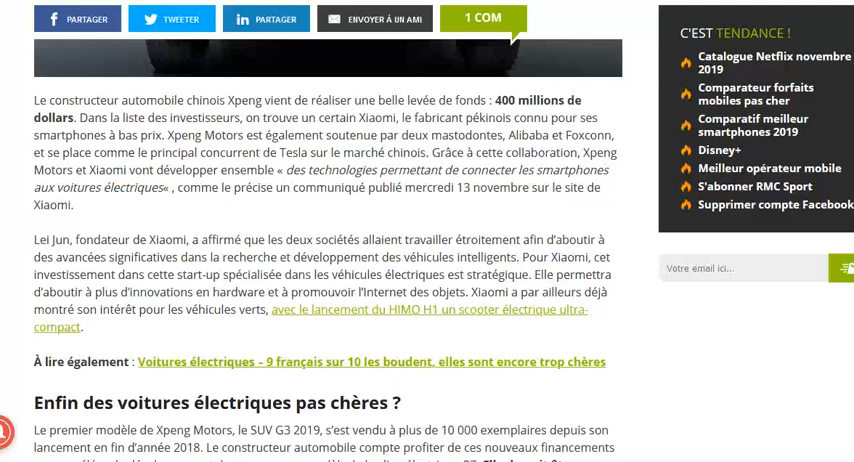 PARTAGER
TWEETER
PARTAGER
ENVOYER À UN AMI
1 COM
Le constructeur automobile chinois Xpeng vient de réaliser une belle levée de fonds : 400 millions de
dollars. Dans la liste des investisseurs, on trouve un certain Xiaomi, le fabricant pékinois connu pour ses
smartphones à bas prix. Xpeng Motors est également soutenue par deux mastodontes, Alibaba et Foxconn,
et se place comme le principal concurrent de Tesla sur le marché chinois. Grâce à cette collaboration, Xpeng
Motors et Xiaomi vont développer ensemble « des technologies permettant de connecter les smartphones
aux voitures électriques« , comme le précise un communiqué publié mercredi 13 novembre sur le site de
Xiaomi.
Lei Jun, fondateur de Xiaomi, a affirmé que les deux sociétés allaient travailler étroitement afin d'aboutir à
des avancées significatives dans la recherche et développement des véhicules intelligents. Pour Xiaomi, cet
investissement dans cette start-up spécialisée dans les véhicules électriques est stratégique. Elle permettra
d'aboutir à plus d'innovations en hardware et à promouvoir l'Internet des objets. Xiaomi a par ailleurs déjà
montré son intérêt pour les véhicules verts, avec le lancement du HIMO H1 un scooter électrique ultra-
compact.
À lire également : Voitures électriques – 9 français sur 10 les boudent, elles sont encore trop chères
Enfin des voitures électriques pas chères ?
Le premier modèle de Xpeng Motors, le SUV G3 2019, s'est vendu à plus de 10 000 exemplaires depuis son
lancement en fin d'année 2018. Le constructeur automobile compte profiter de ces nouveaux financements
C'EST TENDANCE !
Catalogue Netflix novembre
2019
Comparateur forfaits
mobiles pas cher
Comparatif meilleur
smartphones 2019
Disney+
Meilleur opérateur mobile
S'abonner RMC Sport
Supprimer compte Facebook
Votre email ici...